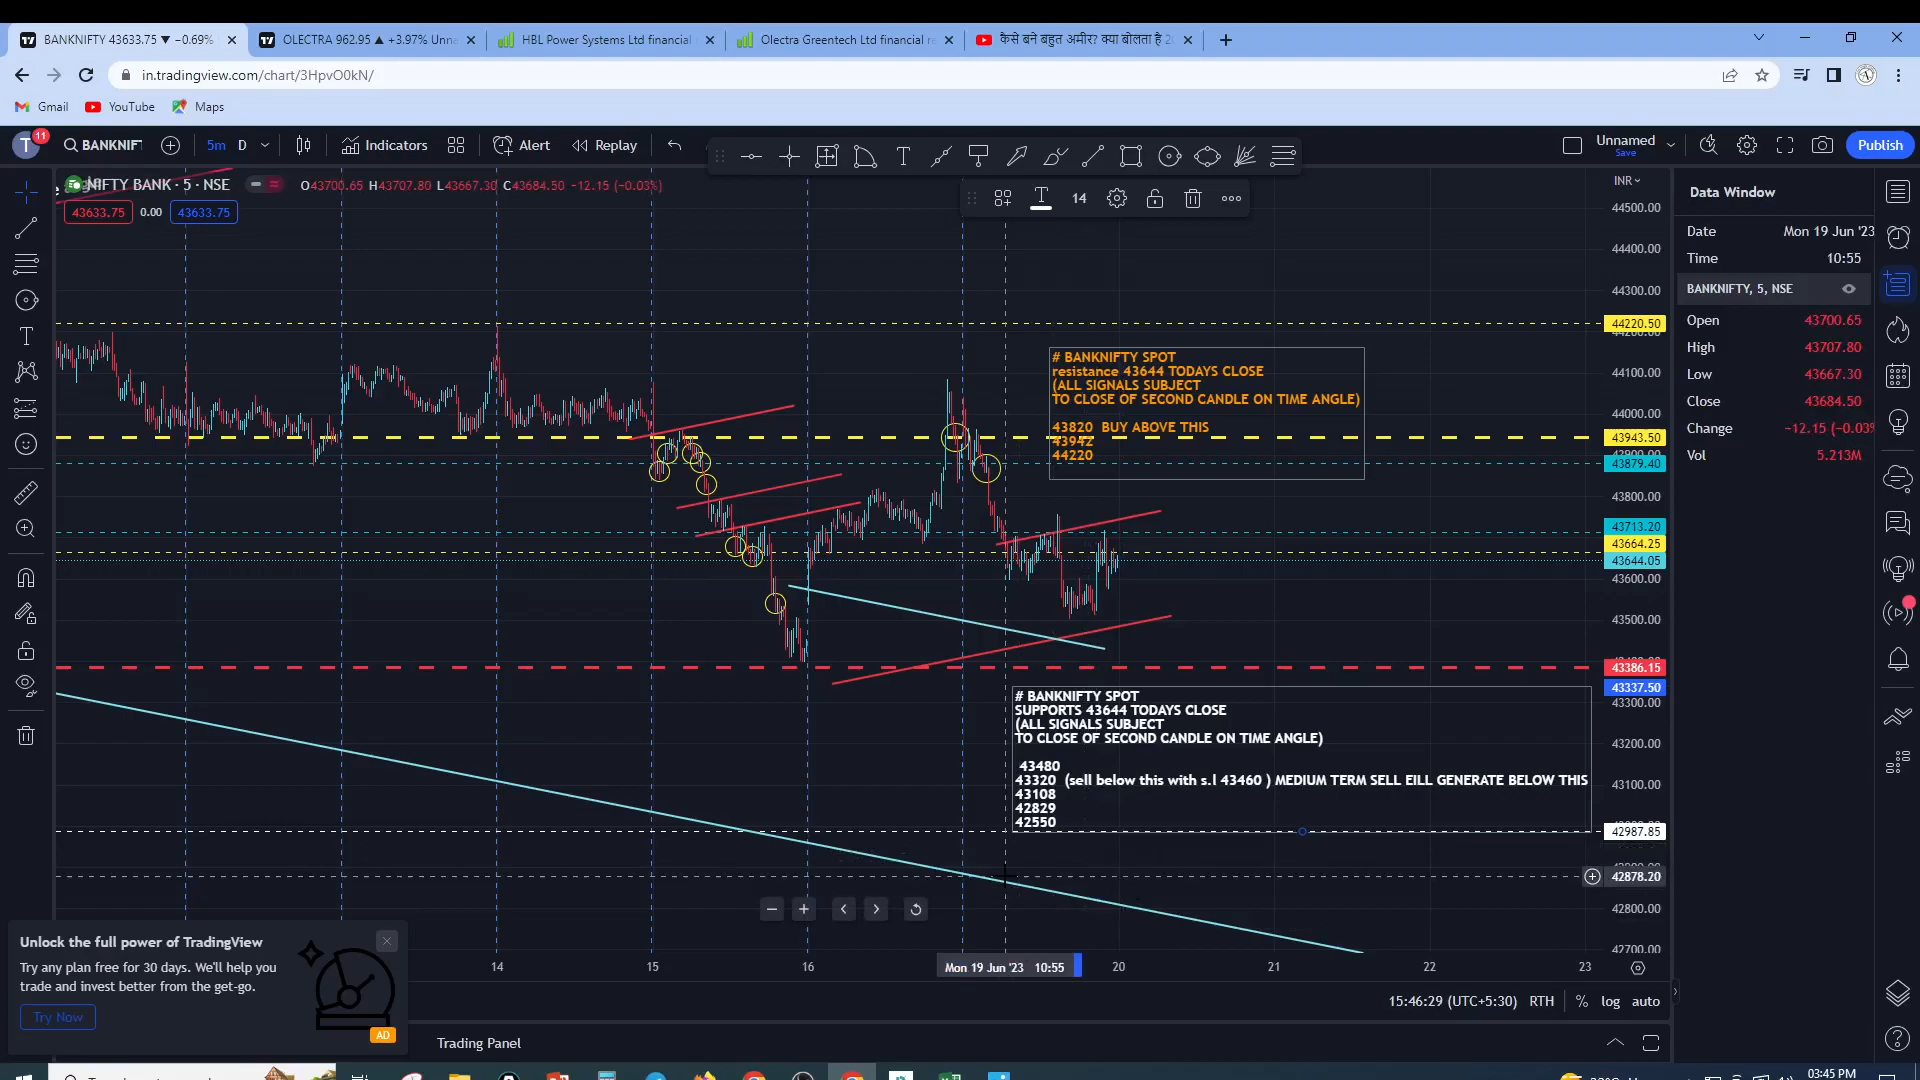 BANKNIFTY 43633.75 ▼ −0.69%
OLECTRA 962.95 ▲ +3.97% Unna
HBL Power Systems Ltd financial
Olectra Greentech Ltd financial re
कैसे बने बहुत अमीर? क्या बोलता है
in.tradingview.com/chart/3HpvO0kN/
Gmail
YouTube
Maps
T
11
BANKNIF
5m
D
Indicators
Alert
Replay
Unnamed
Save
Publish
14
NIFTY BANK · 5 · NSE
O43700.65 H43707.80 L43667.30 C43684.50 −12.15 (−0.03%)
43633.75
0.00
43633.75
INR
44500.00
44400.00
44300.00
44220.50
44100.00
44000.00
43943.50
43879.40
43800.00
43713.20
43664.25
43644.05
43600.00
43500.00
43386.15
43337.50
43300.00
43200.00
43100.00
42987.85
42878.20
42800.00
42700.00
# BANKNIFTY SPOT
resistance 43644 TODAYS CLOSE
(ALL SIGNALS SUBJECT
TO CLOSE OF SECOND CANDLE ON TIME ANGLE)
43820 BUY ABOVE THIS
43942
44220
# BANKNIFTY SPOT
SUPPORTS 43644 TODAYS CLOSE
(ALL SIGNALS SUBJECT
TO CLOSE OF SECOND CANDLE ON TIME ANGLE)
43480
43320 (sell below this with s.l 43460 ) MEDIUM TERM SELL EILL GENERATE BELOW THIS
43108
42829
42550
Data Window
Date Mon 19 Jun '23
Time 10:55
BANKNIFTY, 5, NSE
Open 43700.65
High 43707.80
Low 43667.30
Close 43684.50
Change −12.15 (−0.03%
Vol 5.213M
14
15
16
Mon 19 Jun '23 10:55
20
21
22
23
Unlock the full power of TradingView
Try any plan free for 30 days. We'll help you
trade and invest better from the get-go.
Try Now
AD
15:46:29 (UTC+5:30)
RTH
%
log
auto
Trading Panel
03:45 PM